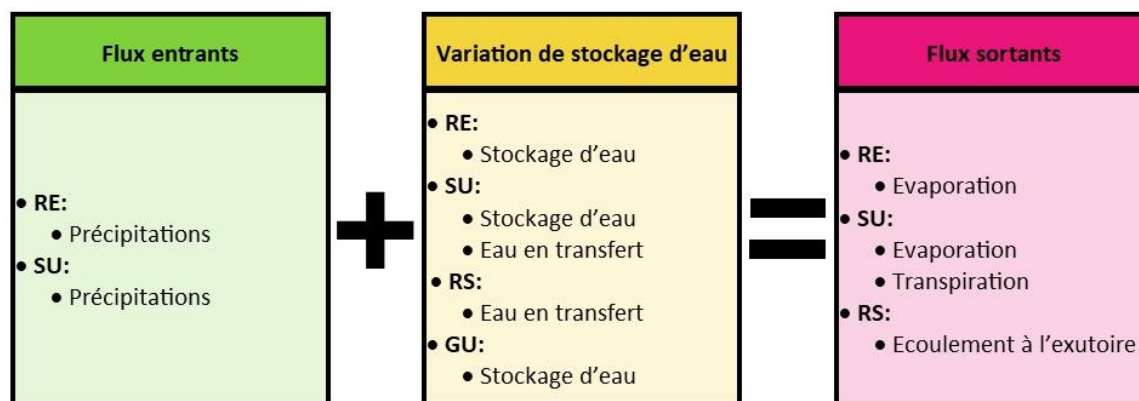 Flux entrants
• RE:
• Précipitations
• SU:
• Précipitations
+
Variation de stockage d’eau
• RE:
• Stockage d’eau
• SU:
• Stockage d’eau
• Eau en transfert
• RS:
• Eau en transfert
• GU:
• Stockage d’eau
=
Flux sortants
• RE:
• Evaporation
• SU:
• Evaporation
• Transpiration
• RS:
• Ecoulement à l’exutoire